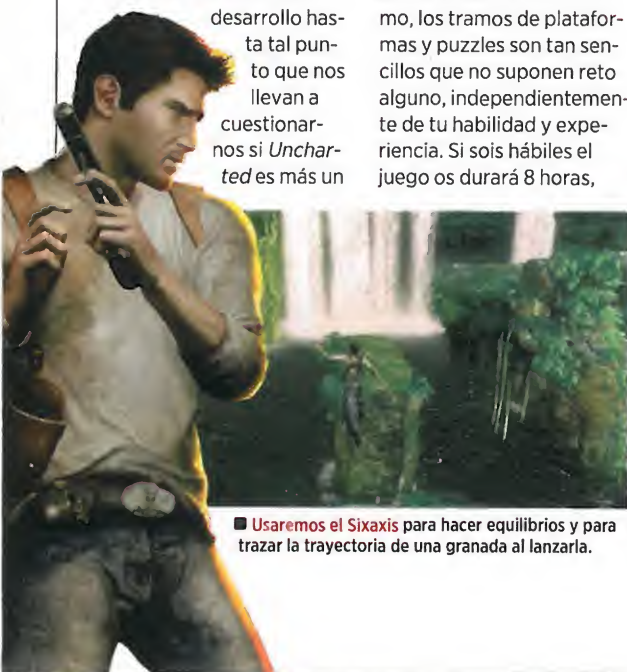 desarrollo has-
ta tal pun-
to que nos
llevan a
cuestionar-
nos si Unchar-
ted es más un
mo, los tramos de platafor-
mas y puzzles son tan sen-
cillos que no suponen reto
alguno, independientemen-
te de tu habilidad y expe-
riencia. Si sois hábiles el
juego os durará 8 horas,
Usaremos el Sixaxis para hacer equilibrios y para
trazar la trayectoria de una granada al lanzarla.